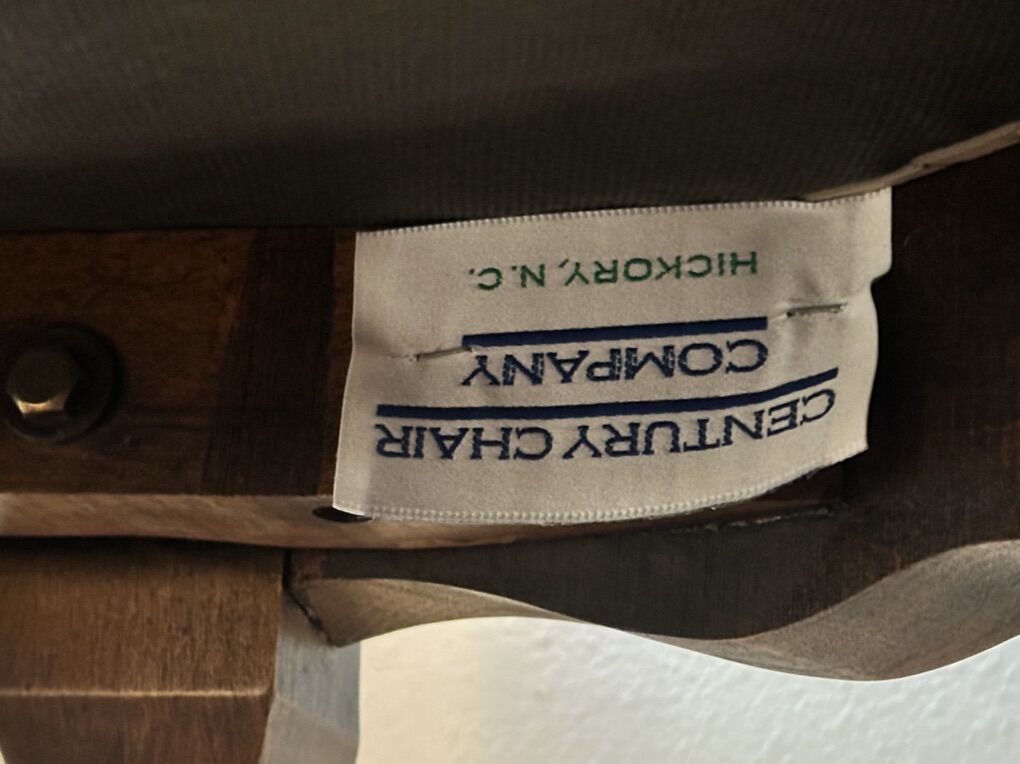 CENTURY CHAIR
COMPANY
HICKORY, N.C.